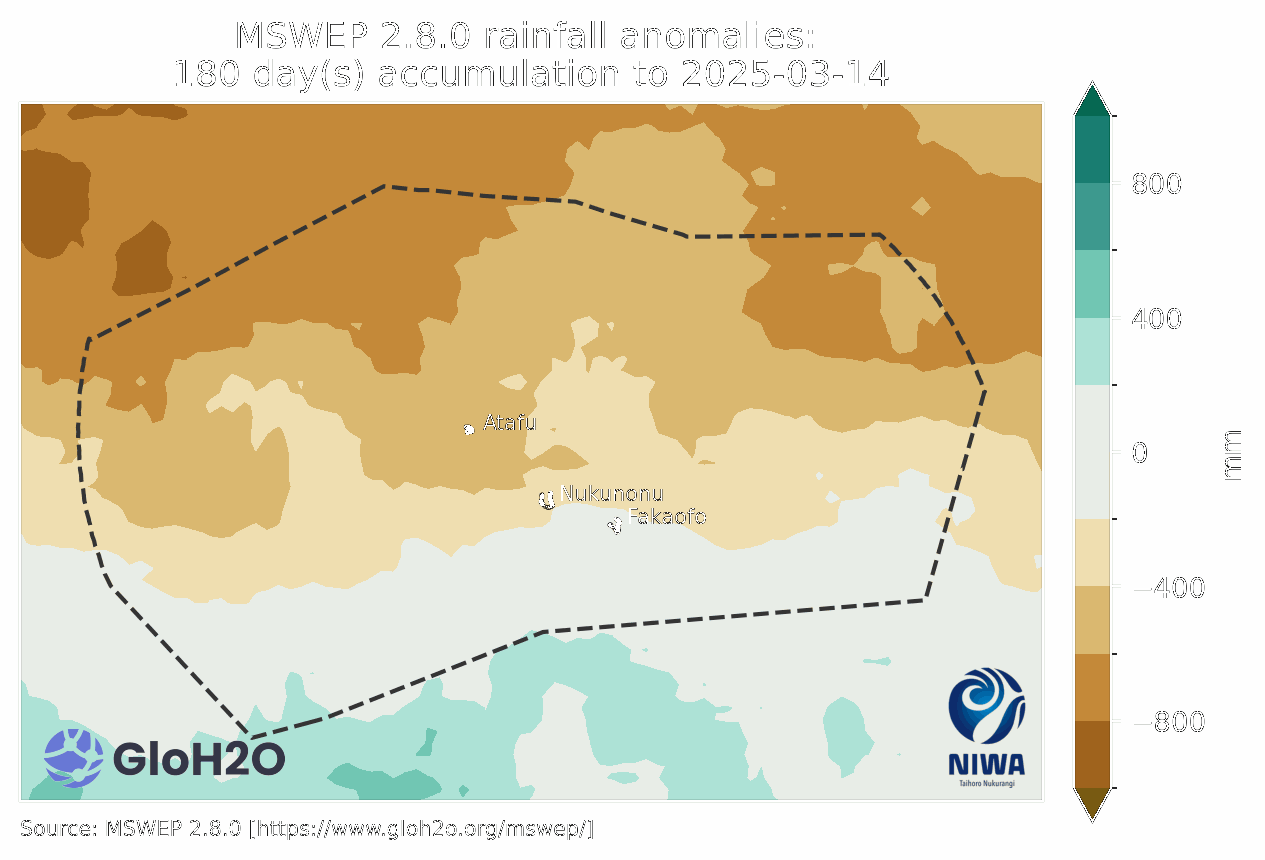 MSWEP 2.8.0 rainfall anomalies:
180 day(s) accumulation to 2025-03-14
800
400
0
−400
−800
mm
Atafu
Nukunonu
Fakaofo
GloH2O
NIWA
Taihoro Nukurangi
Source: MSWEP 2.8.0 [https://www.gloh2o.org/mswep/]